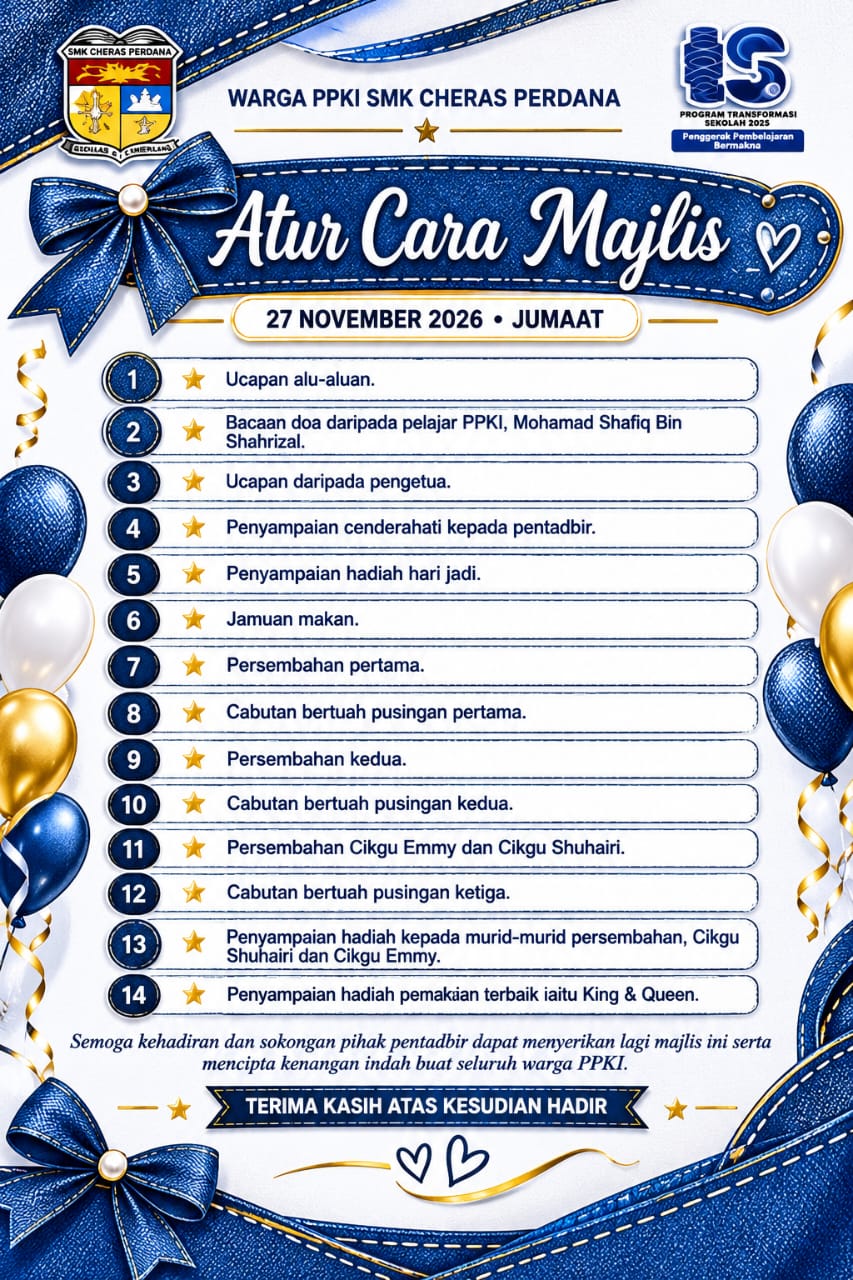 SMK CHERAS PERDANA
WARGA PPKI SMK CHERAS PERDANA
PROGRAM TRANSFORMASI
SEKOLAH 2025
Penggerak Pembelajaran
Bermakna
Atur Cara Majlis
27 NOVEMBER 2026 • JUMAAT
1 Ucapan alu-aluan.
2 Bacaan doa daripada pelajar PPKI, Mohamad Shafiq Bin
Shahrizal.
3 Ucapan daripada pengetua.
4 Penyampaian cenderahati kepada pentadbir.
5 Penyampaian hadiah hari jadi.
6 Jamuan makan.
7 Persembahan pertama.
8 Cabutan bertuah pusingan pertama.
9 Persembahan kedua.
10 Cabutan bertuah pusingan kedua.
11 Persembahan Cikgu Emmy dan Cikgu Shuhairi.
12 Cabutan bertuah pusingan ketiga.
13 Penyampaian hadiah kepada murid-murid persembahan, Cikgu
Shuhairi dan Cikgu Emmy.
14 Penyampaian hadiah pemakaian terbaik iaitu King & Queen.
Semoga kehadiran dan sokongan pihak pentadbir dapat menyerikan lagi majlis ini serta
mencipta kenangan indah buat seluruh warga PPKI.
TERIMA KASIH ATAS KESUDIAN HADIR